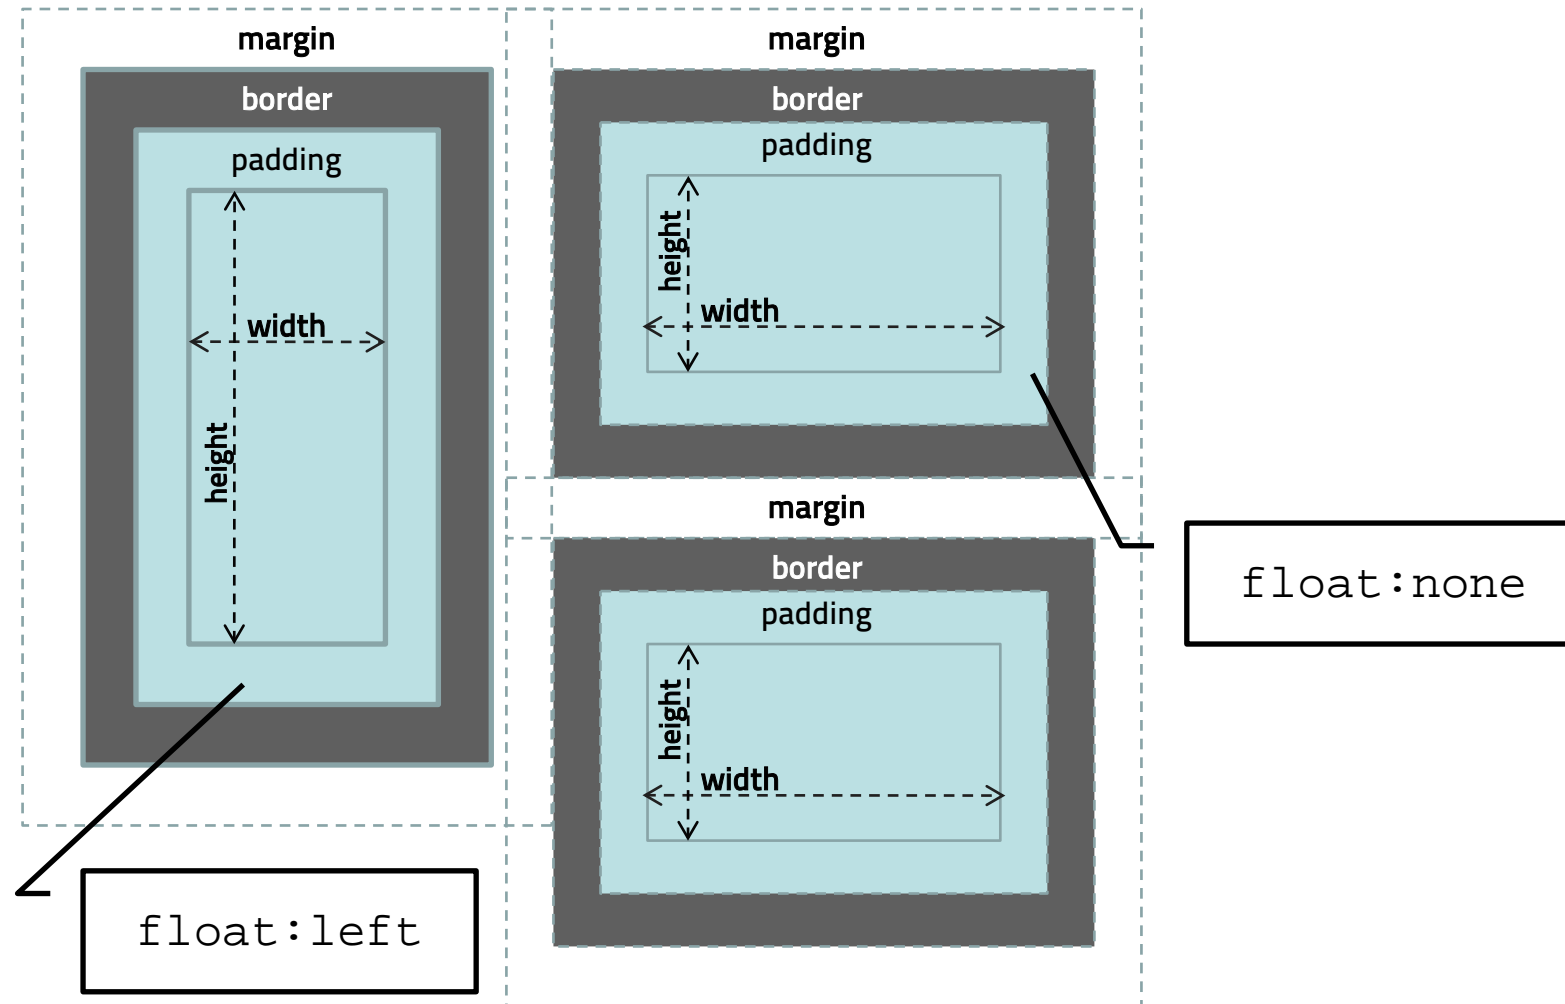 margin
border
padding
width
height
float:left
margin
border
padding
height
width
float:none
margin
border
padding
height
width